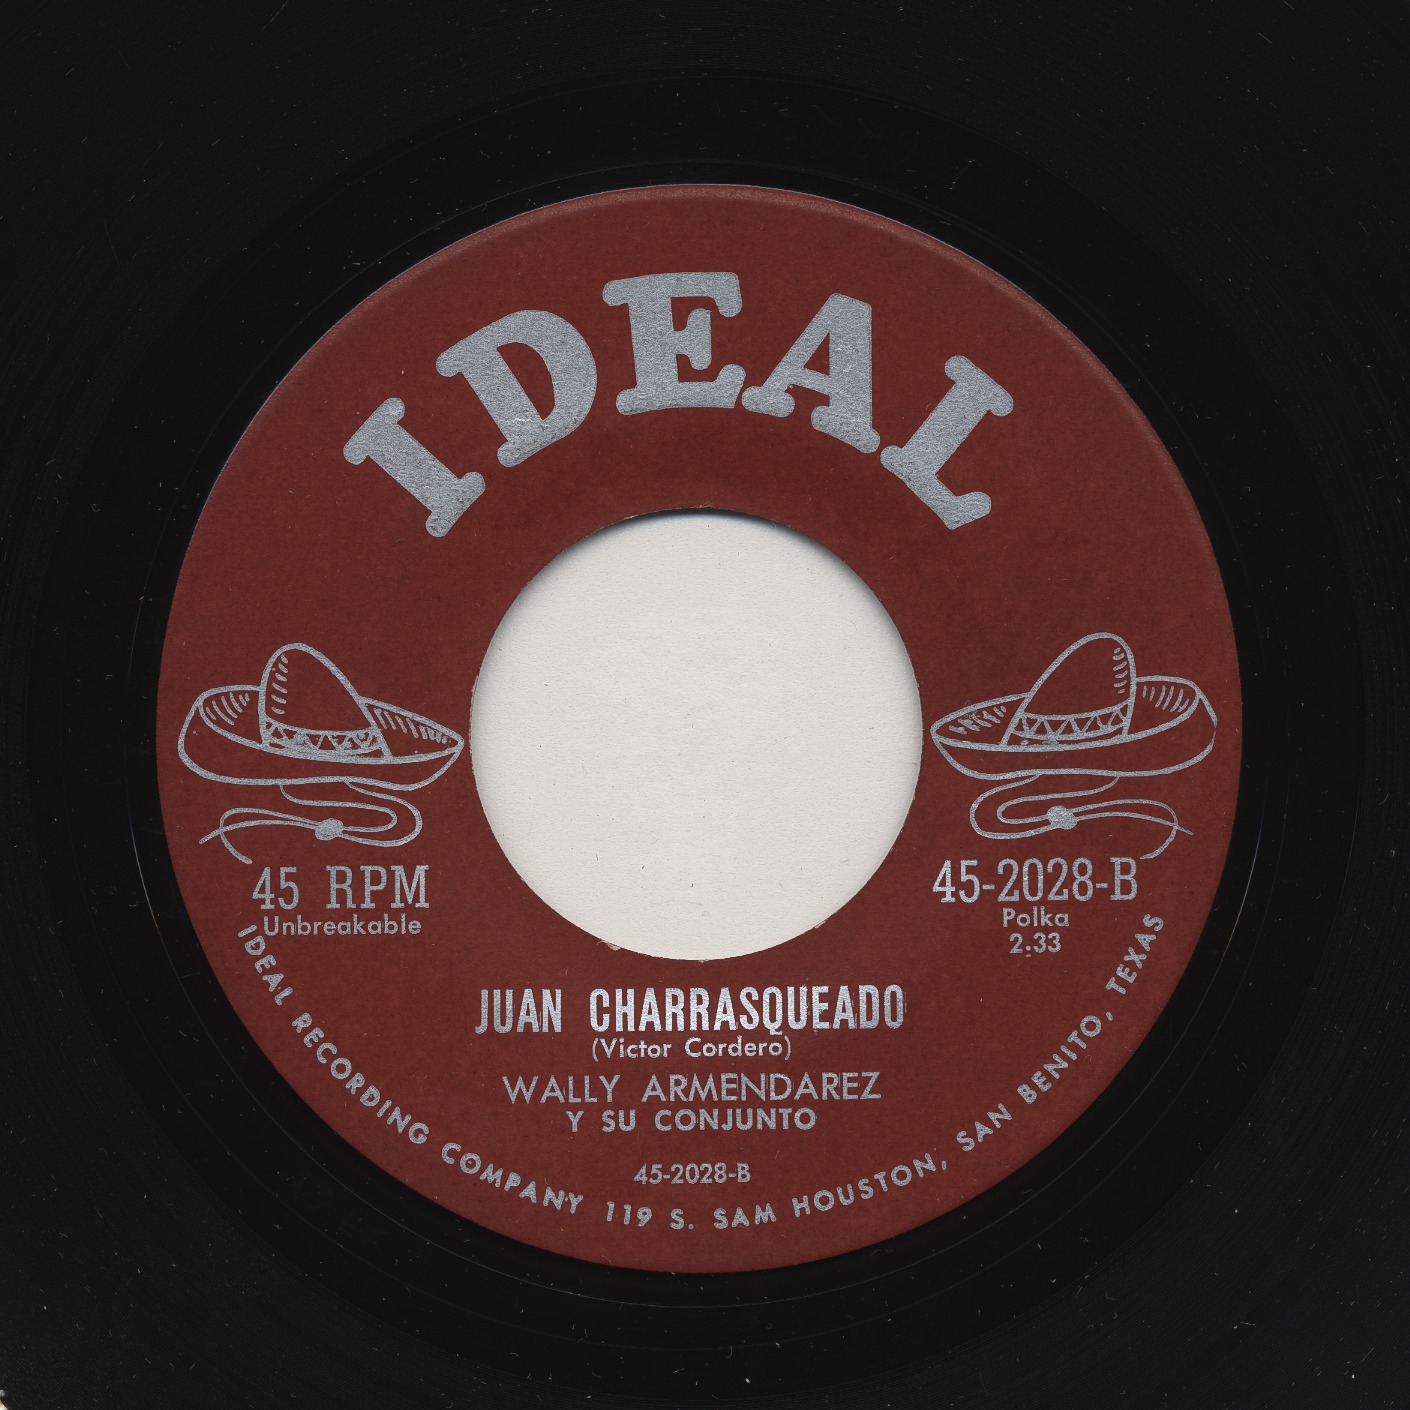 IDEAL
45 RPM
Unbreakable
45-2028-B
Polka
2:33
JUAN CHARRASQUEADO
(Victor Cordero)
WALLY ARMENDAREZ
Y SU CONJUNTO
45-2028-B
IDEAL RECORDING COMPANY 119 S. SAM HOUSTON, SAN BENITO, TEXAS